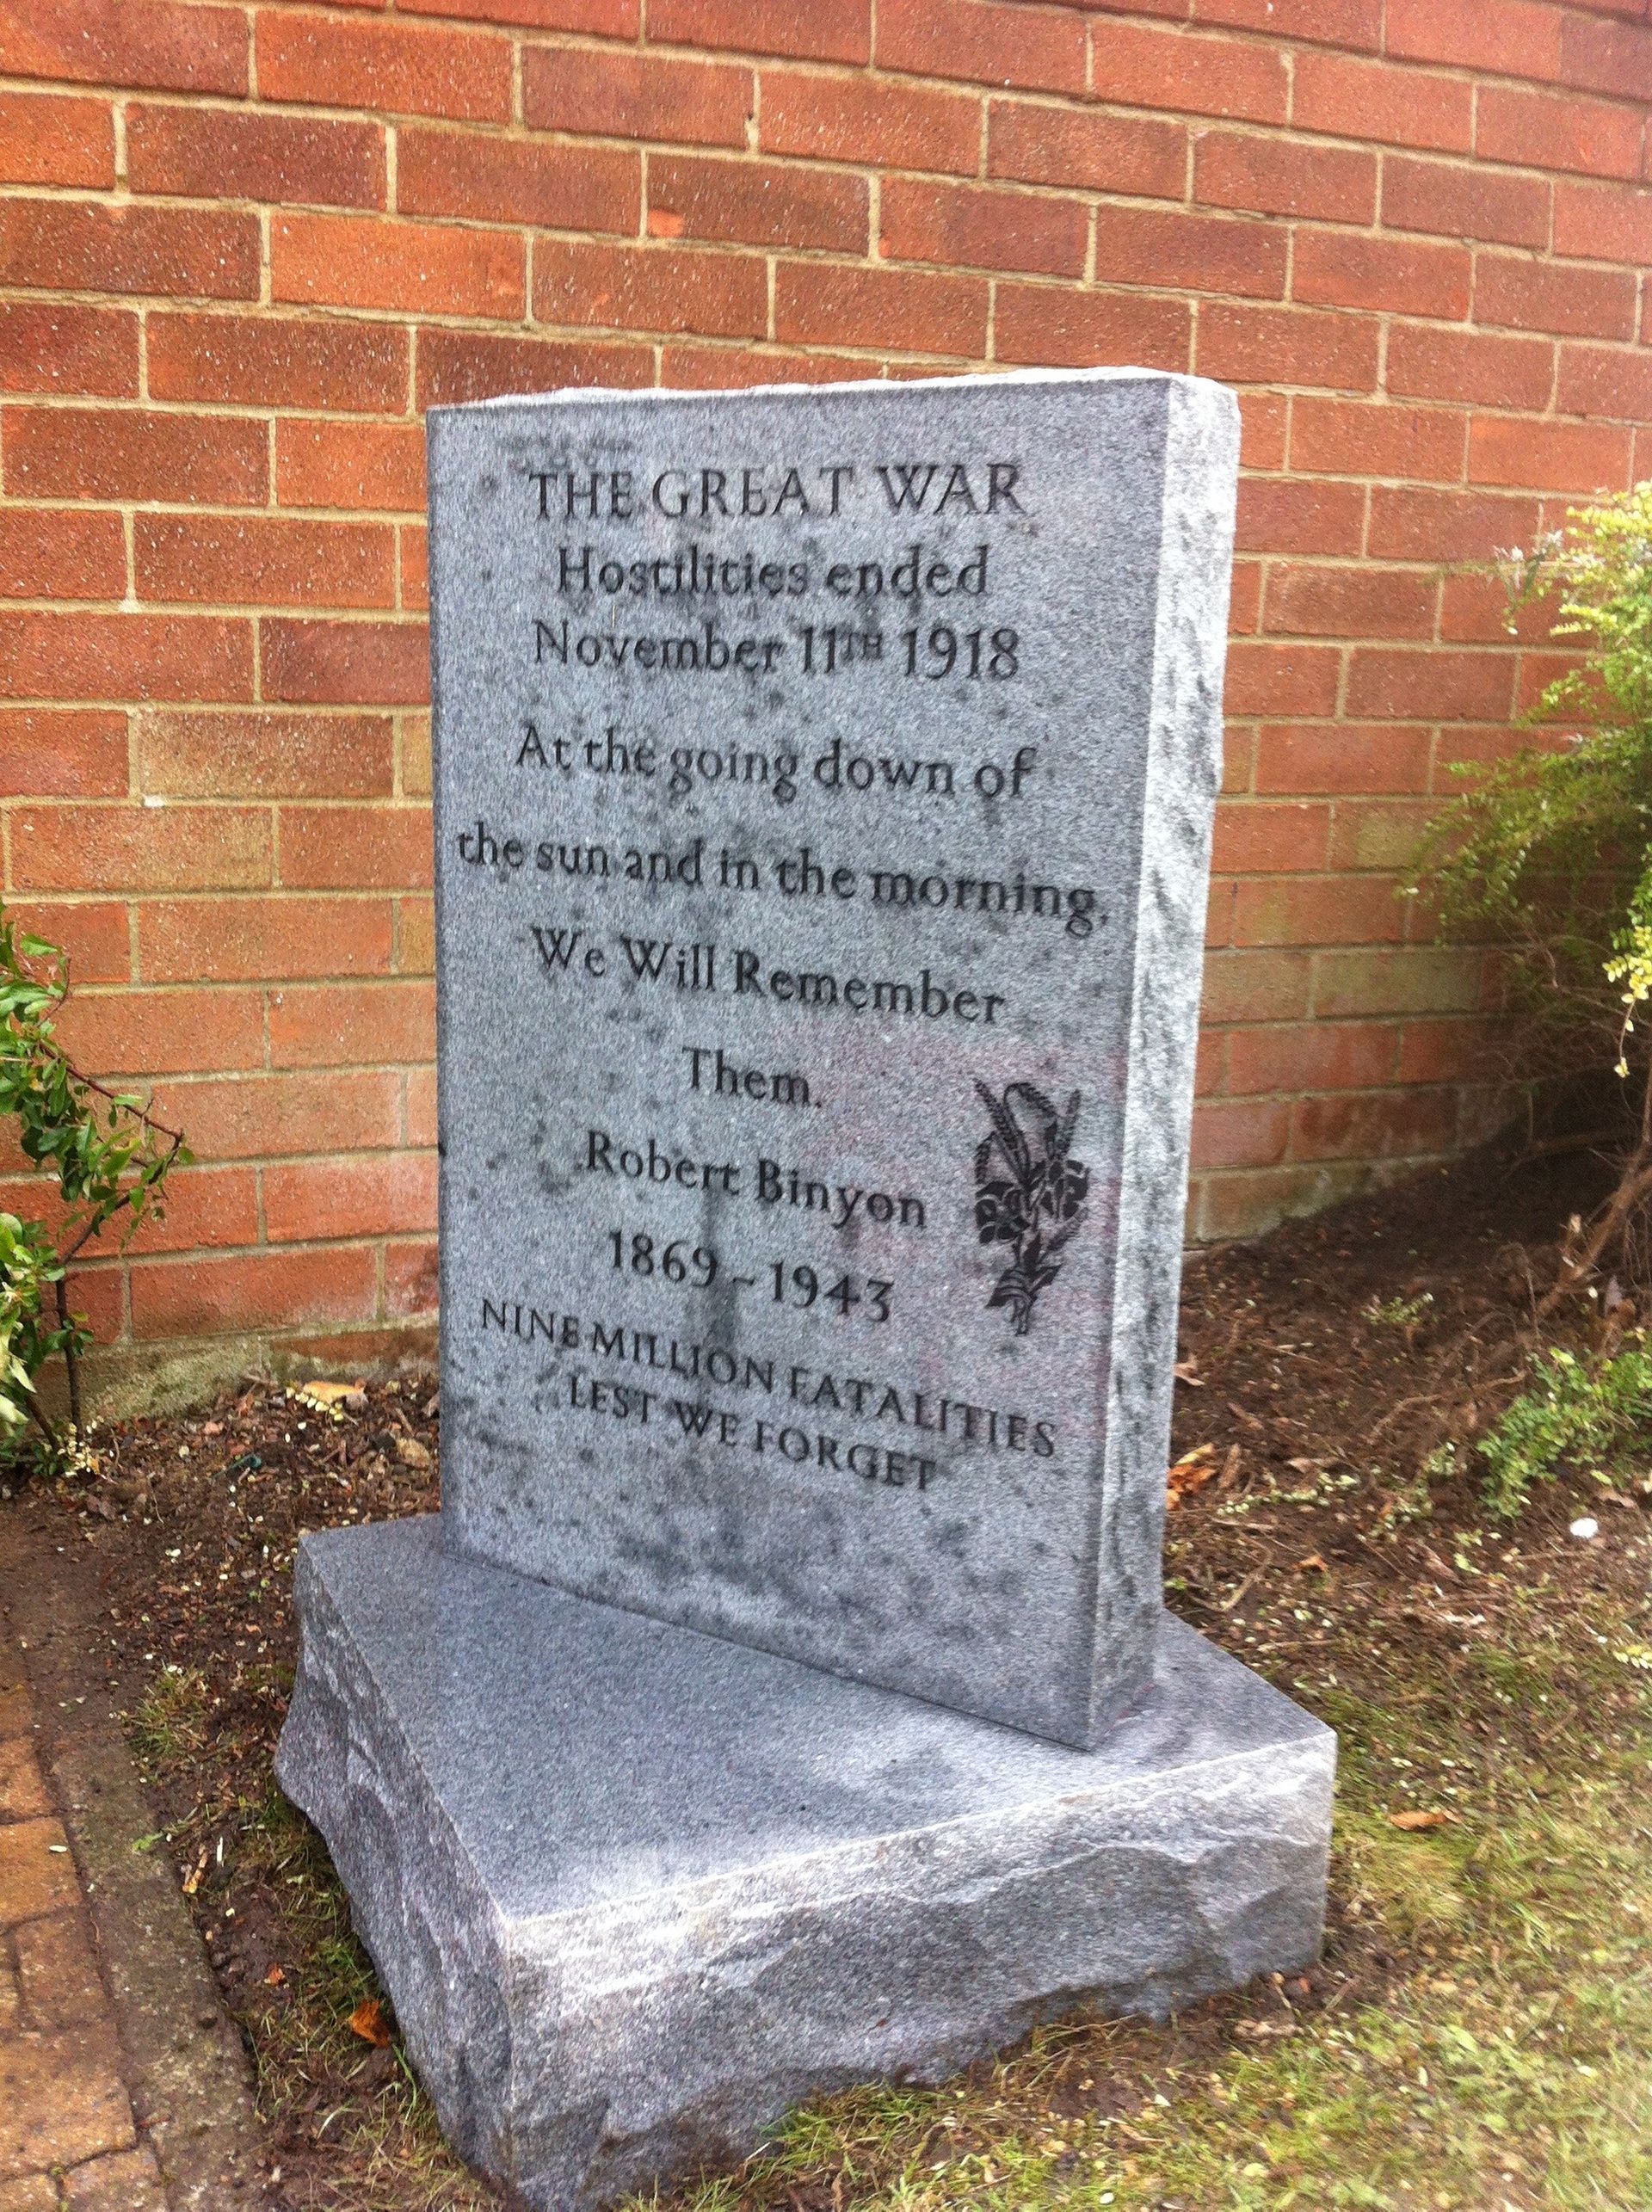 THE GREAT WAR
Hostilities ended
November 11TH 1918
At the going down of
the sun and in the morning,
We Will Remember
Them.
Robert Binyon
1869 - 1943
NINE MILLION FATALITIES
LEST WE FORGET